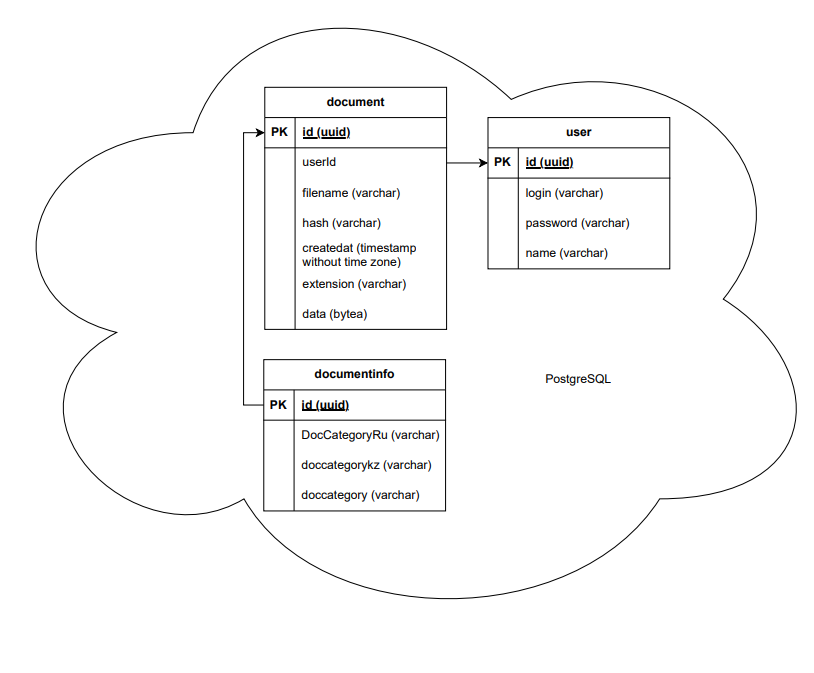 document
PK id (uuid)
userId
filename (varchar)
hash (varchar)
createdat (timestamp
without time zone)
extension (varchar)
data (bytea)
user
PK id (uuid)
login (varchar)
password (varchar)
name (varchar)
documentinfo
PK id (uuid)
DocCategoryRu (varchar)
doccategorykz (varchar)
doccategory (varchar)
PostgreSQL